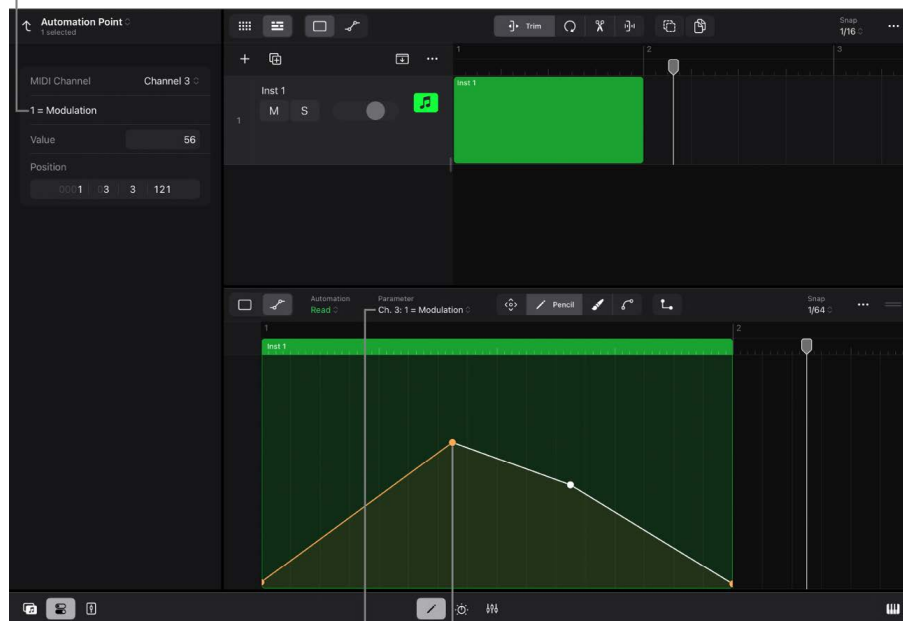 Automation Point
1 selected
Trim
Snap
1/16
MIDI Channel Channel 3
1 = Modulation
Value 56
Position
0001 03 3 121
1 2 3
1
Inst 1
M S
Inst 1
Automation
Read
Parameter
Ch. 3: 1 = Modulation
Pencil
Snap
1/64
1 2
Inst 1